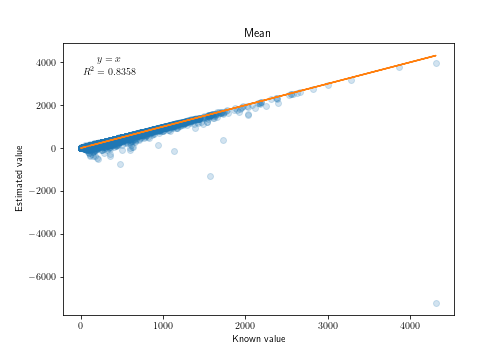 Mean
y = x
R² = 0.8358
Estimated value
4000
2000
0
−2000
−4000
−6000
0 1000 2000 3000 4000
Known value